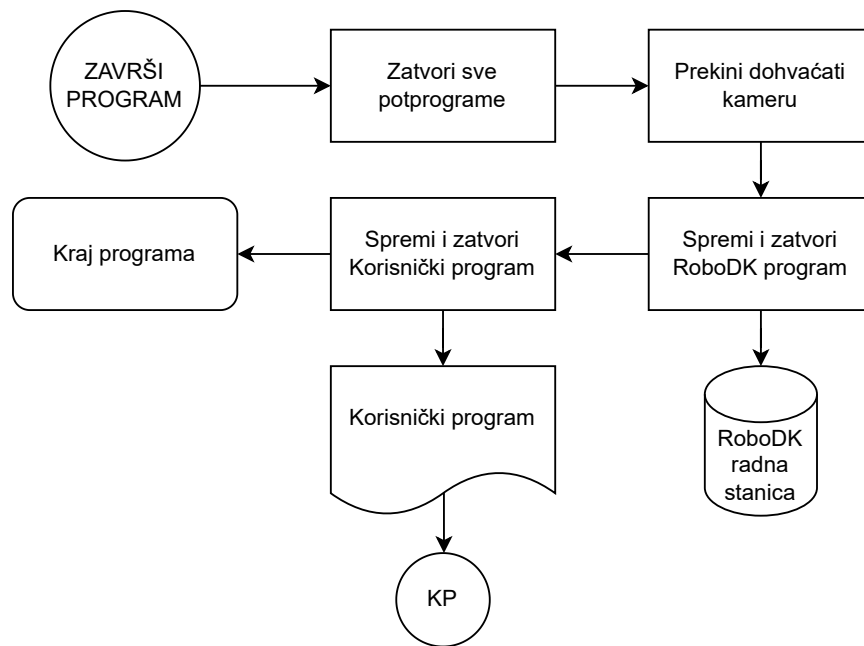 ZAVRŠI
PROGRAM
Zatvori sve
potprograme
Prekini dohvaćati
kameru
Kraj programa
Spremi i zatvori
Korisnički program
Spremi i zatvori
RoboDK program
Korisnički program
RoboDK
radna
stanica
KP